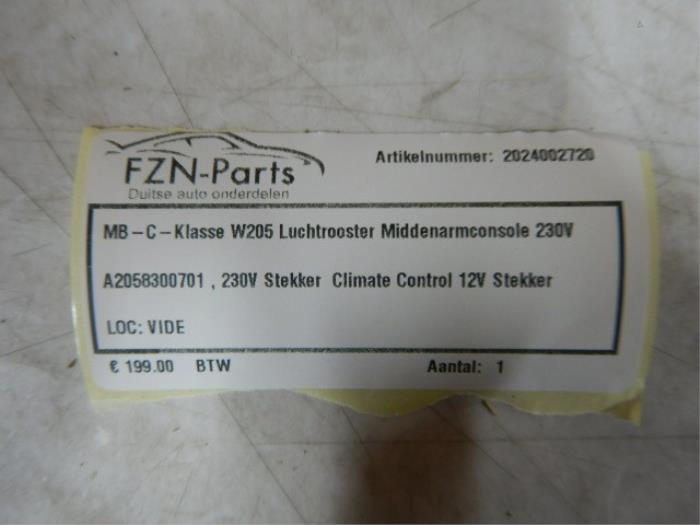 FZN-Parts
Duitse auto onderdelen
Artikelnummer: 2024002720
MB-C-Klasse W205 Luchtrooster Middenarmconsole 230V
A2058300701 , 230V Stekker Climate Control 12V Stekker
LOC: VIDE
€ 199.00 BTW Aantal: 1